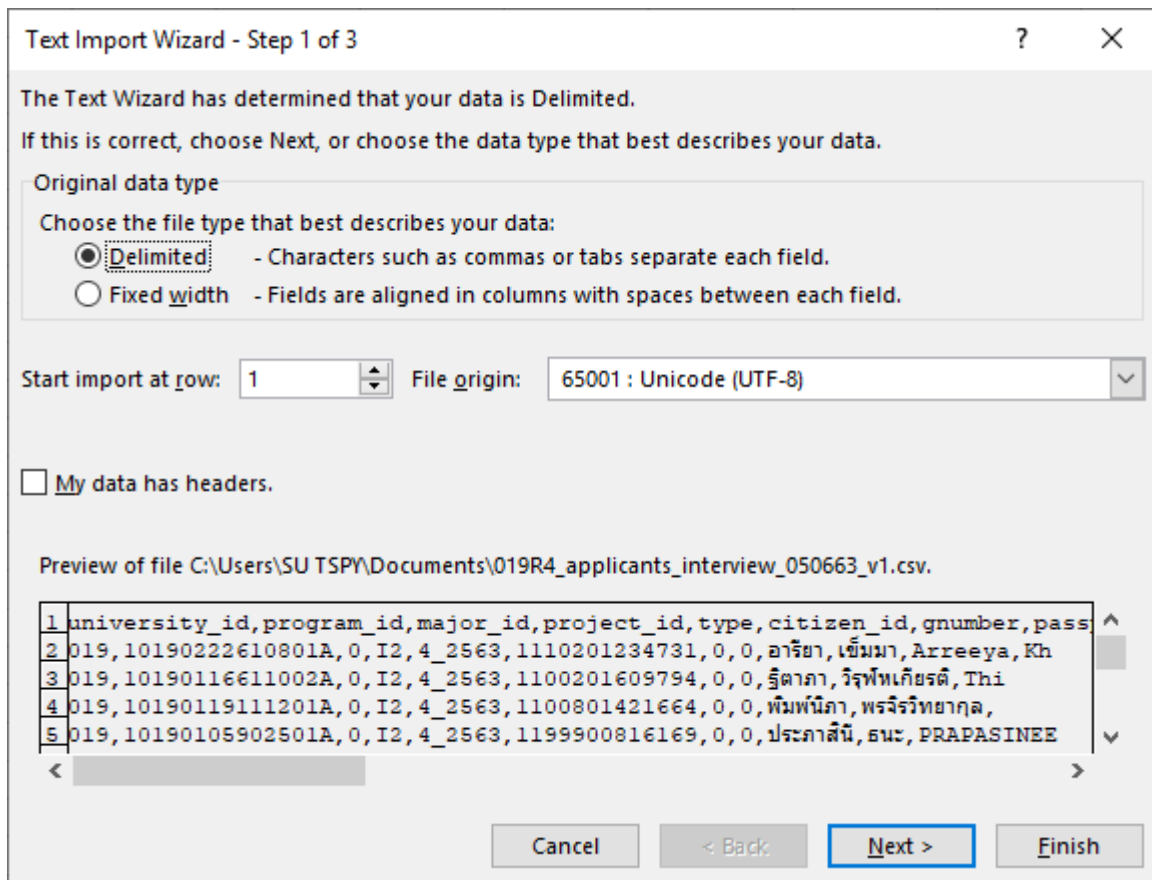 Text Import Wizard - Step 1 of 3 ? ×
The Text Wizard has determined that your data is Delimited.
If this is correct, choose Next, or choose the data type that best describes your data.
Original data type
Choose the file type that best describes your data:
Delimited - Characters such as commas or tabs separate each field.
Fixed width - Fields are aligned in columns with spaces between each field.
Start import at row: 1 File origin: 65001 : Unicode (UTF-8)
My data has headers.
Preview of file C:\Users\SU TSPY\Documents\019R4_applicants_interview_050663_v1.csv.
1 university_id,program_id,major_id,project_id,type,citizen_id,gnumber,passp
2 019,10190222610801A,0,I2,4_2563,1110201234731,0,0,อาริยา,เข็มมา,Arreeya,Kh
3 019,10190116611002A,0,I2,4_2563,1100201609794,0,0,ฐิตาภา,วิรุฬห์เกียรติ,Thi
4 019,10190119111201A,0,I2,4_2563,1100801421664,0,0,พิมพ์นิภา,พรจิรวิทยากุล,
5 019,10190105902501A,0,I2,4_2563,1199900816169,0,0,ประภาสินี,ธนะ,PRAPASINEE
Cancel < Back Next > Finish